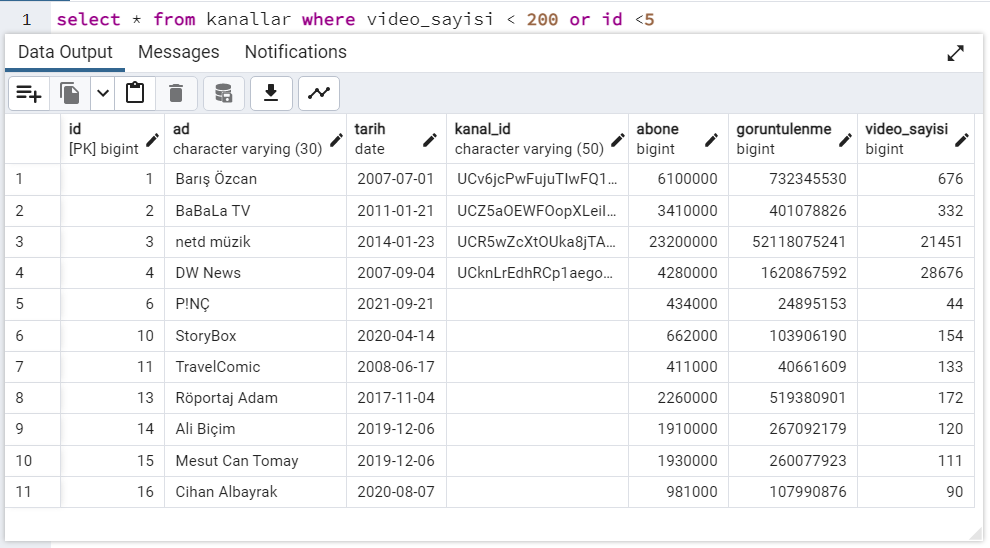 1 select * from kanallar where video_sayisi < 200 or id <5
Data Output Messages Notifications
id ad tarih kanal_id abone goruntulenme video_sayisi
[PK] bigint character varying (30) date character varying (50) bigint bigint bigint
1 1 Barış Özcan 2007-07-01 UCv6jcPwFujuTIwFQ1... 6100000 732345530 676
2 2 BaBaLa TV 2011-01-21 UCZ5aOEWFOopXLeiI... 3410000 401078826 332
3 3 netd müzik 2014-01-23 UCR5wZcXtOUka8jTA... 23200000 52118075241 21451
4 4 DW News 2007-09-04 UCknLrEdhRCp1aego... 4280000 1620867592 28676
5 6 P!NÇ 2021-09-21 434000 24895153 44
6 10 StoryBox 2020-04-14 662000 103906190 154
7 11 TravelComic 2008-06-17 411000 40661609 133
8 13 Röportaj Adam 2017-11-04 2260000 519380901 172
9 14 Ali Biçim 2019-12-06 1910000 267092179 120
10 15 Mesut Can Tomay 2019-12-06 1930000 260077923 111
11 16 Cihan Albayrak 2020-08-07 981000 107990876 90